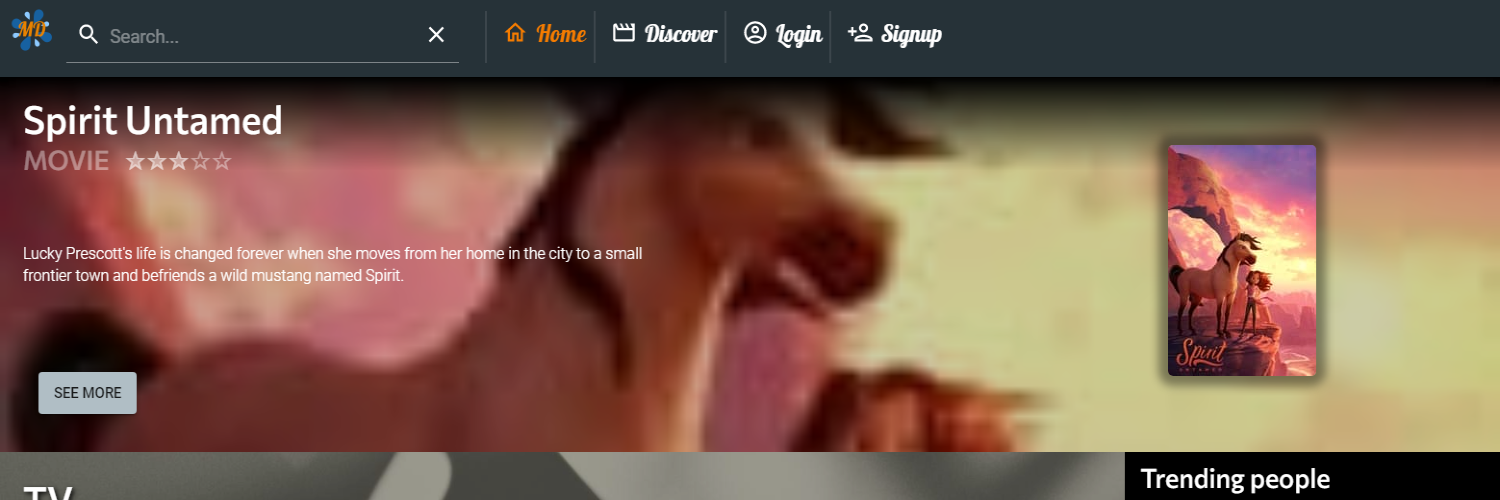 MD
Search...
Home
Discover
Login
Signup
Spirit Untamed
MOVIE
Lucky Prescott's life is changed forever when she moves from her home in the city to a small
frontier town and befriends a wild mustang named Spirit.
SEE MORE
Spirit
UNTAMED
TV
Trending people